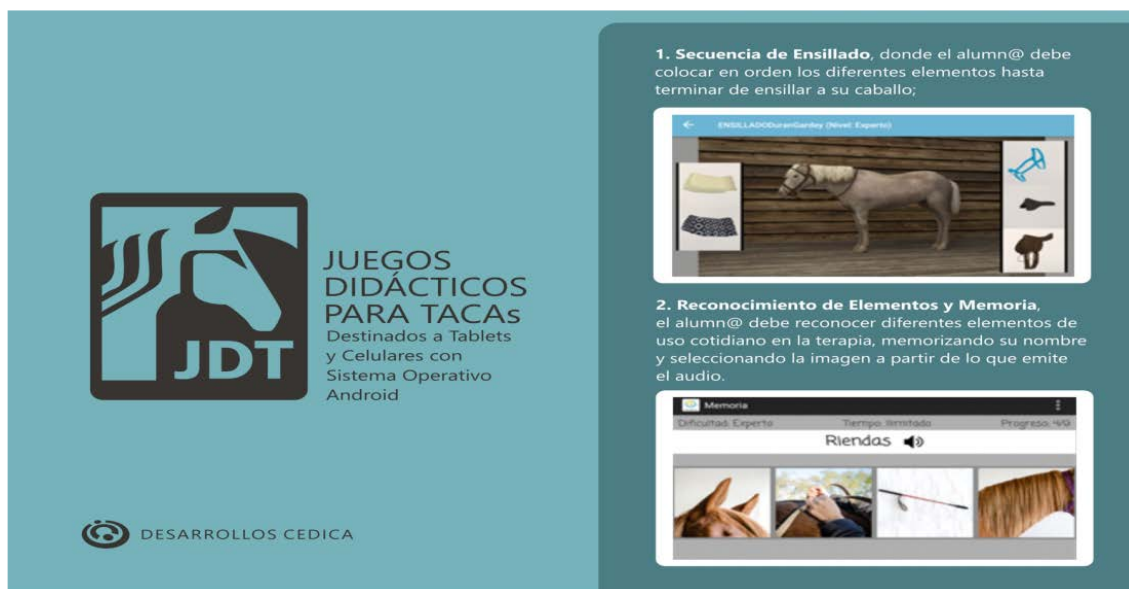 JDT
JUEGOS
DIDÁCTICOS
PARA TACAs
Destinados a Tablets
y Celulares con
Sistema Operativo
Android
DESARROLLOS CEDICA
1. Secuencia de Ensillado, donde el alumn@ debe
colocar en orden los diferentes elementos hasta
terminar de ensillar a su caballo;
ENSILLADODuranGarday (Nivel: Experto)
2. Reconocimiento de Elementos y Memoria,
el alumn@ debe reconocer diferentes elementos de
uso cotidiano en la terapia, memorizando su nombre
y seleccionando la imagen a partir de lo que emite
el audio.
Memoria
Dificultad: Experto Tiempo: Ilimitado Progreso: 4/9
Riendas